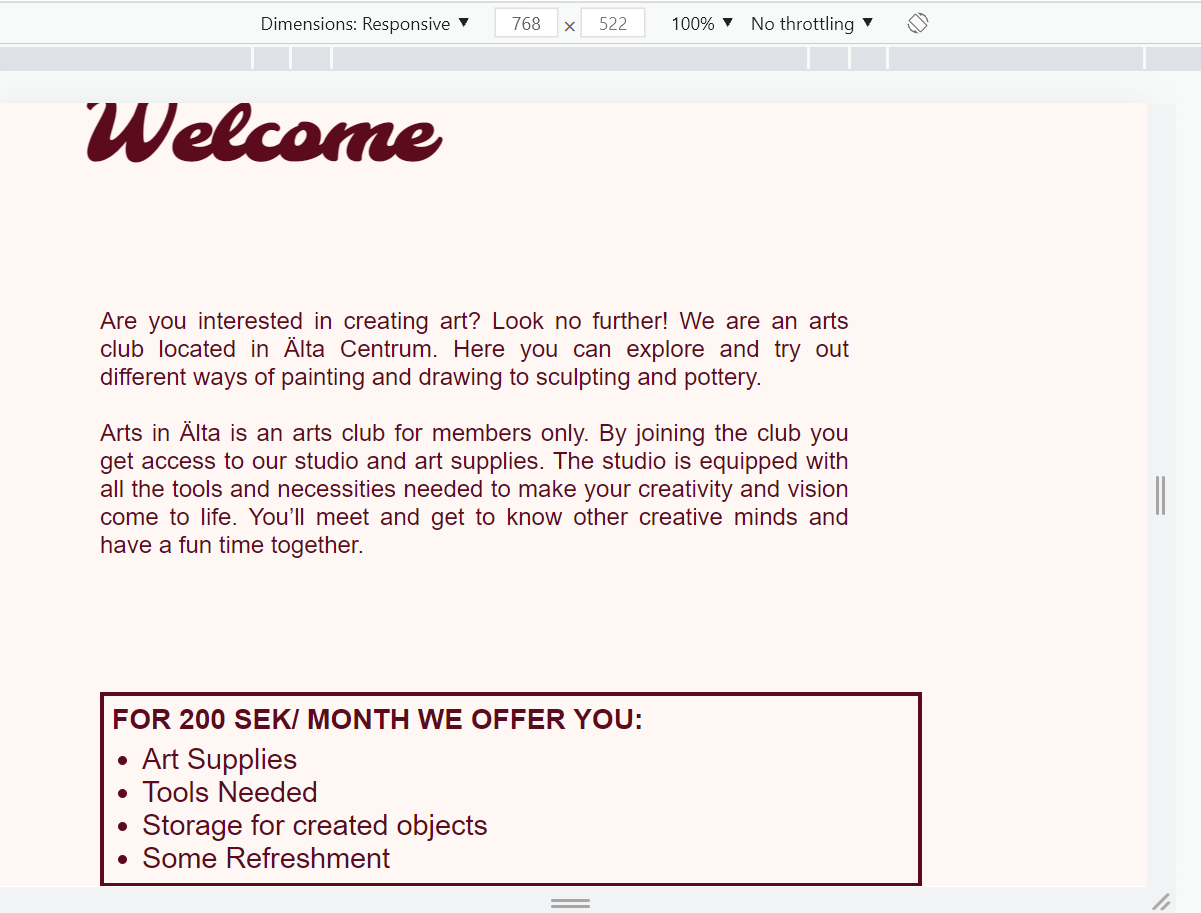 Dimensions: Responsive ▼ 768 × 522 100% ▼ No throttling ▼
Welcome
Are you interested in creating art? Look no further! We are an arts
club located in Älta Centrum. Here you can explore and try out
different ways of painting and drawing to sculpting and pottery.
Arts in Älta is an arts club for members only. By joining the club you
get access to our studio and art supplies. The studio is equipped with
all the tools and necessities needed to make your creativity and vision
come to life. You’ll meet and get to know other creative minds and
have a fun time together.
FOR 200 SEK/ MONTH WE OFFER YOU:
• Art Supplies
• Tools Needed
• Storage for created objects
• Some Refreshment